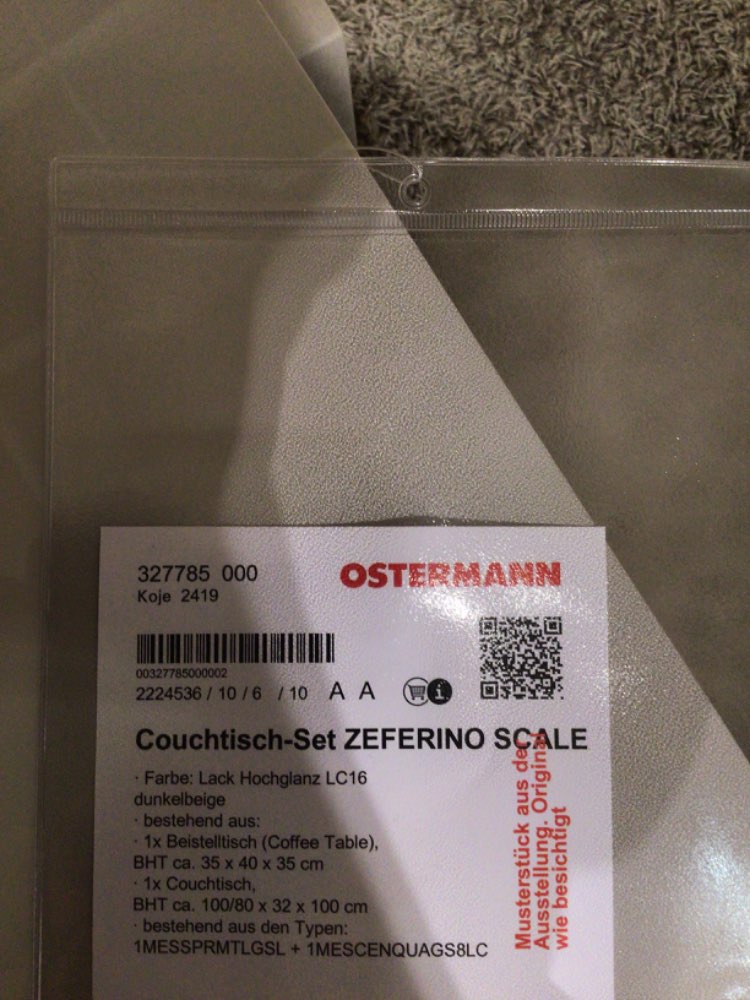 327785 000
OSTERMANN
Koje 2419
00327785000002
2224536 / 10 / 6 / 10 A A
Couchtisch-Set ZEFERINO SCALE
· Farbe: Lack Hochglanz LC16
dunkelbeige
· bestehend aus:
· 1x Beistelltisch (Coffee Table),
BHT ca. 35 x 40 x 35 cm
· 1x Couchtisch,
BHT ca. 100/80 x 32 x 100 cm
· bestehend aus den Typen:
1MESSPRMTLGSL + 1MESCENQUAGS8LC
Musterstück aus der
Ausstellung. Original
wie besichtigt